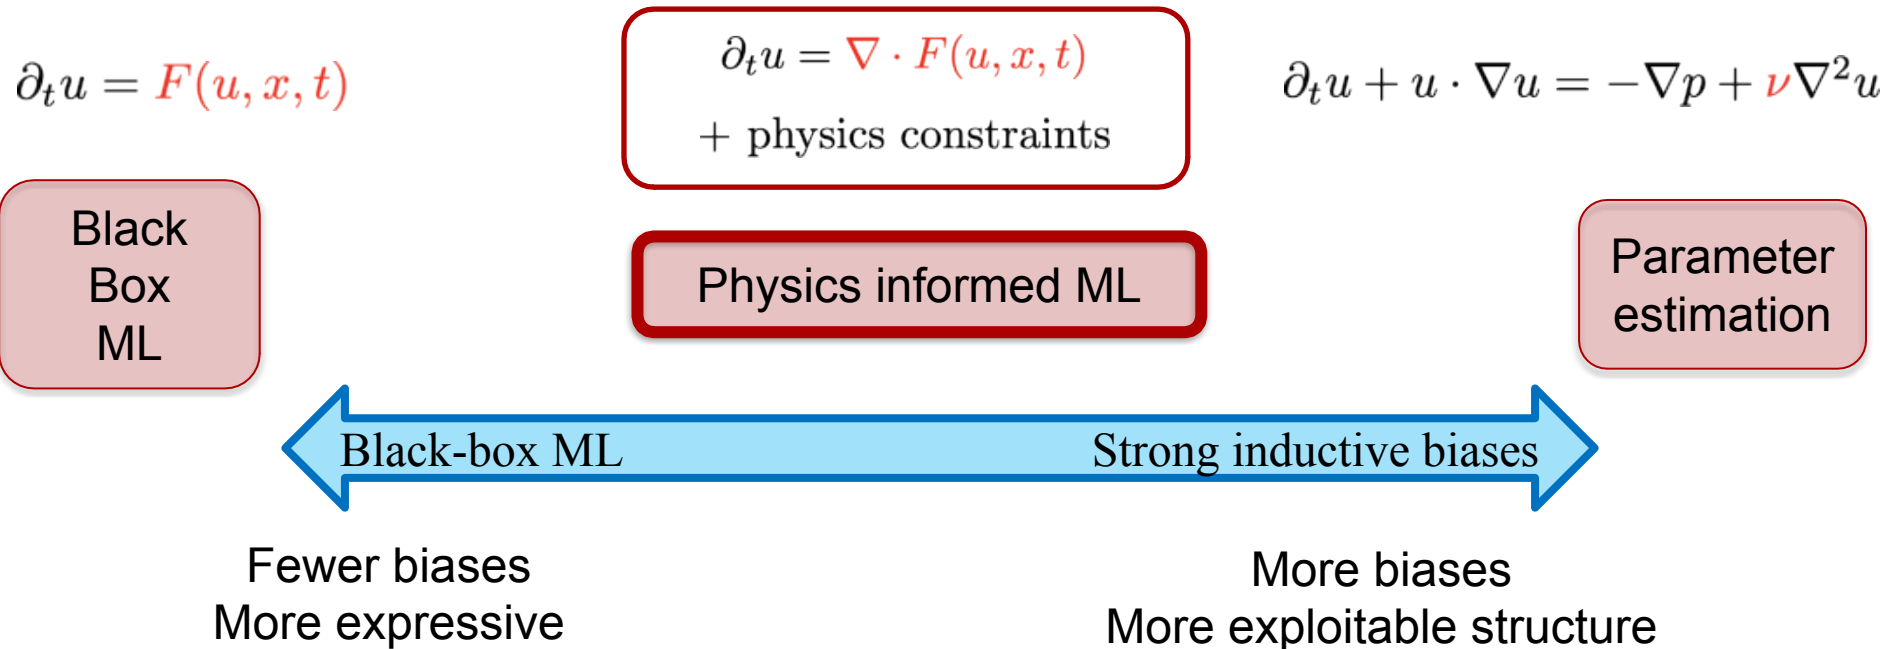 ∂ₜu = F(u, x, t)
∂ₜu = ∇ · F(u, x, t)
+ physics constraints
∂ₜu + u · ∇u = −∇p + ν∇²u
Black
Box
ML
Physics informed ML
Parameter
estimation
Black-box ML
Strong inductive biases
Fewer biases
More expressive
More biases
More exploitable structure